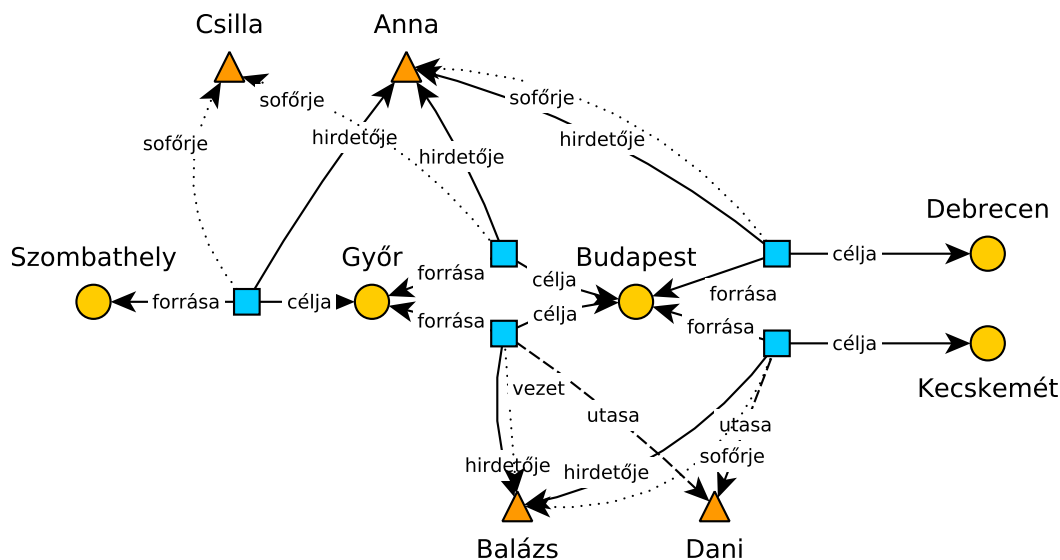 Csilla
Anna
sofőrje
sofőrje
hirdetője
hirdetője
sofőrje
hirdetője
Debrecen
Szombathely
Győr
Budapest
forrása
célja
célja
forrása
célja
forrása
forrása
célja
forrása
célja
vezet
Kecskemét
utasa
utasa
sofőrje
hirdetője
hirdetője
Balázs
Dani